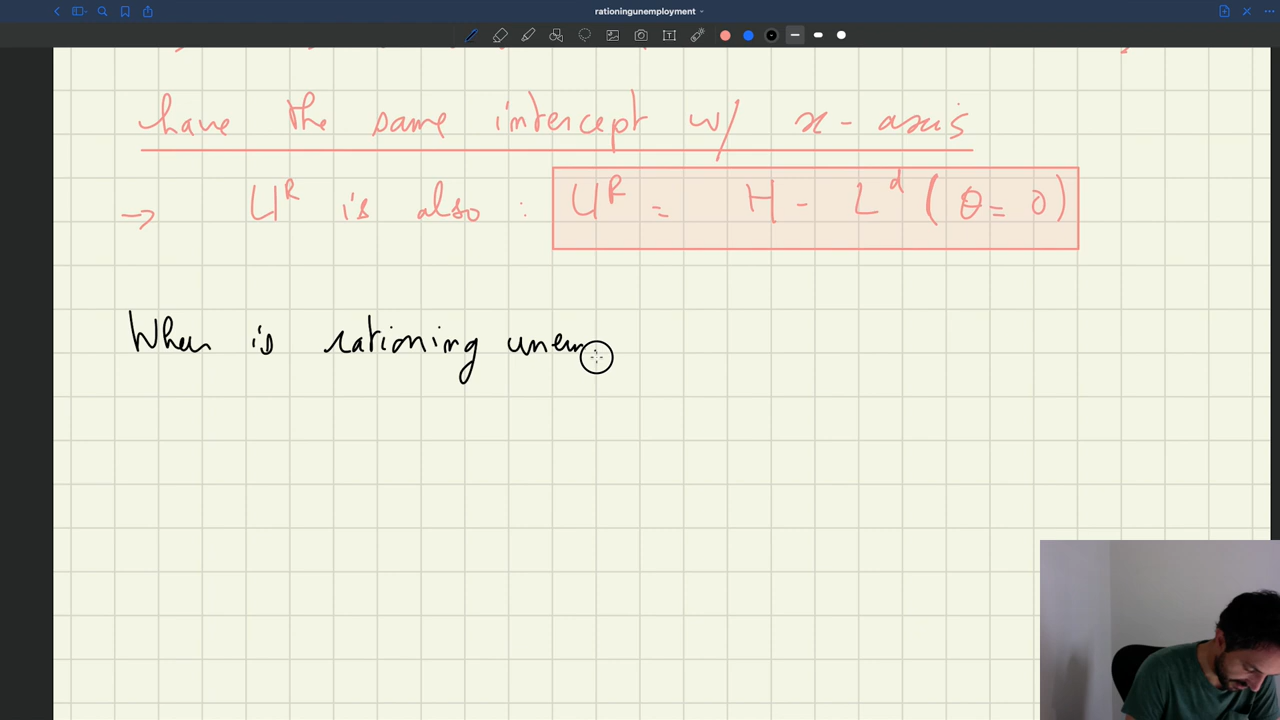 rationingunemployment
have the same intercept w/ x-axis
→ U^R is also : U^R = H - L^d (θ = 0)
When is rationing unem